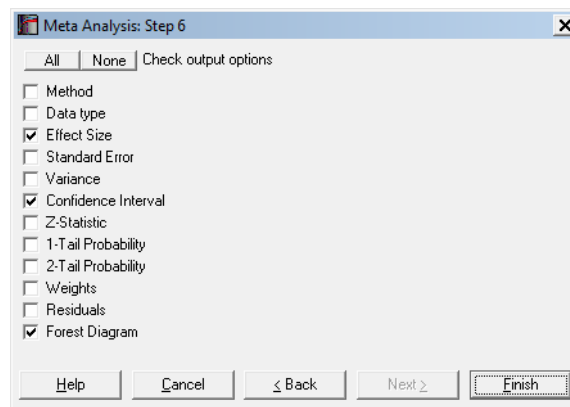 Meta Analysis: Step 6
All None Check output options
Method
Data type
Effect Size
Standard Error
Variance
Confidence Interval
Z-Statistic
1-Tail Probability
2-Tail Probability
Weights
Residuals
Forest Diagram
Help Cancel < Back Next > Finish